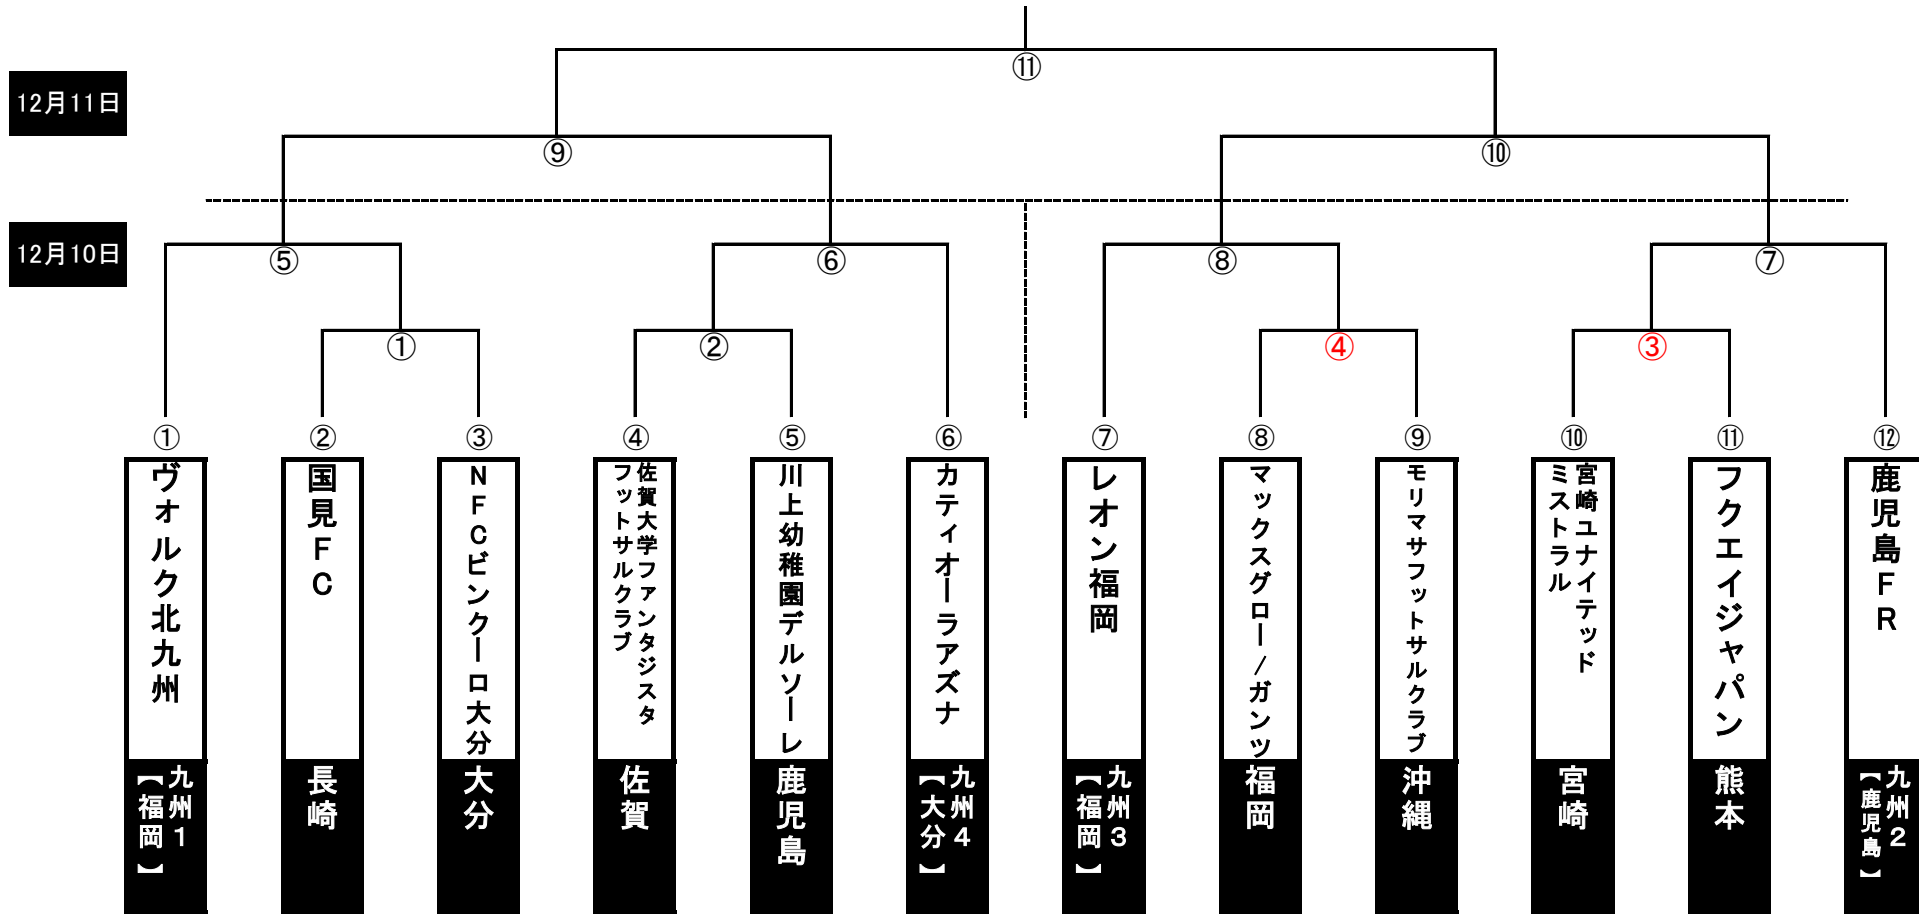 ⑪
12月11日
⑨
⑩
12月10日
⑤
⑥
⑧
⑦
①
②
④
③
①
②
③
④
⑤
⑥
⑦
⑧
⑨
⑩
⑪
⑫
ヴォルク北九州
国見FC
NFCビンクーロ大分
佐賀大学ファンタジスタ
フットサルクラブ
川上幼稚園デルソーレ
カティオーラアズナ
レオン福岡
マックスグロー/ガンツ
モリマサフットサルクラブ
宮崎ユナイテッド
ミストラル
フクエイジャパン
鹿児島FR
九州1
【福岡】
長崎
大分
佐賀
鹿児島
九州4
【大分】
九州3
【福岡】
福岡
沖縄
宮崎
熊本
九州2
【鹿児島】